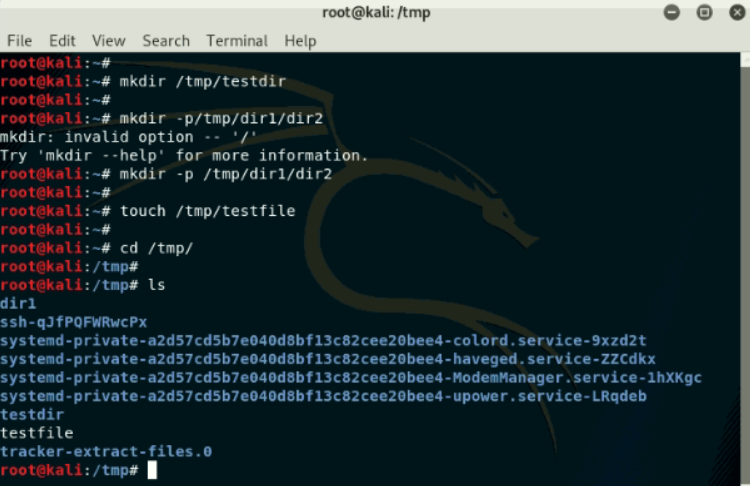 root@kali: /tmp
File Edit View Search Terminal Help
root@kali:~#
root@kali:~# mkdir /tmp/testdir
root@kali:~#
root@kali:~# mkdir -p/tmp/dir1/dir2
mkdir: invalid option -- '/'
Try 'mkdir --help' for more information.
root@kali:~# mkdir -p /tmp/dir1/dir2
root@kali:~#
root@kali:~# touch /tmp/testfile
root@kali:~#
root@kali:~# cd /tmp/
root@kali:/tmp#
root@kali:/tmp# ls
dir1
ssh-qJfPQFWRwcPx
systemd-private-a2d57cd5b7e040d8bf13c82cee20bee4-colord.service-9xzd2t
systemd-private-a2d57cd5b7e040d8bf13c82cee20bee4-haveged.service-ZZCdkx
systemd-private-a2d57cd5b7e040d8bf13c82cee20bee4-ModemManager.service-1hXKgc
systemd-private-a2d57cd5b7e040d8bf13c82cee20bee4-upower.service-LRqdeb
testdir
testfile
tracker-extract-files.0
root@kali:/tmp#